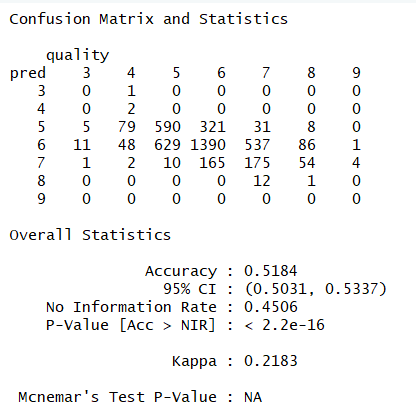 Confusion Matrix and Statistics
quality
pred 3 4 5 6 7 8 9
3 0 1 0 0 0 0 0
4 0 2 0 0 0 0 0
5 5 79 590 321 31 8 0
6 11 48 629 1390 537 86 1
7 1 2 10 165 175 54 4
8 0 0 0 0 12 1 0
9 0 0 0 0 0 0 0
Overall Statistics
Accuracy : 0.5184
95% CI : (0.5031, 0.5337)
No Information Rate : 0.4506
P-Value [Acc > NIR] : < 2.2e-16
Kappa : 0.2183
Mcnemar's Test P-Value : NA